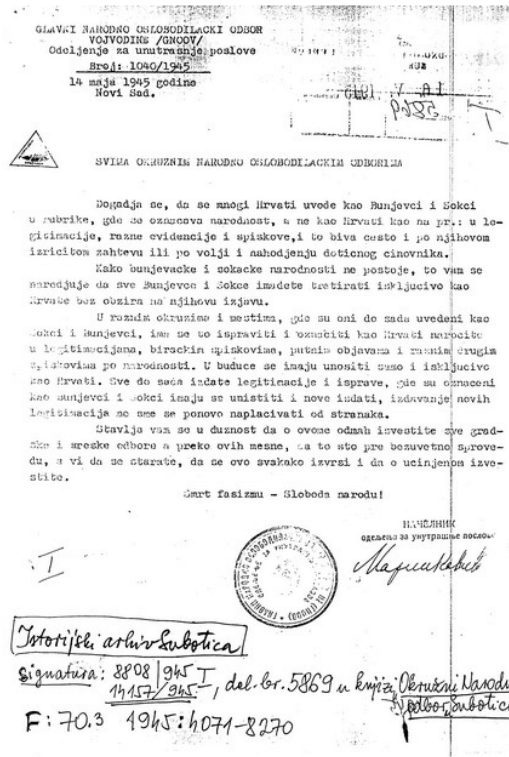 GLAVNI NARODNO OSLOBODILACKI ODBOR
VOJVODINE /GNOOV/
Odeljenje za unutrasnje poslove
Broj: 1040/1945
14 maja 1945 godine
Novi Sad.
1945
5869
I
SVIMA OKRUZNIM NARODNO OSLOBODILACKIM ODBORIMA
Dogadja se, da se mnogi Hrvati uvode kao Bunjevci i Sokci
u rubrike, gde se oznacava narodnost, a ne kao Hrvati kao na pr.: u le-
gitimacije, razne evidencije i spiskove,i to biva cesto i po njihovom
izricitom zahtevu ili po volji i nahodjenju doticnog cinovnika.
Kako bunjevacke i sokacke narodnosti ne postoje, to vam se
naredjuje da sve Bunjevce i Sokce imadete tretirati iskljucivo kao
Hrvate bez obzira na njihovu izjavu.
U raznim okruzima i mestima, gde su oni do sada uvedeni kao
Sokci i Bunjevci, ima se to ispraviti i oznaciti kao Hrvati narocito
u legitimacijama, birackim spiskovima, putnim objavama i raznim drugim
spiskovima po narodnosti. U buduce se imaju unositi samo i iskljucivo
kao Hrvati. Sve do sada izdate legitimacije i isprave, gde su oznaceni
kao Bunjevci i Sokci imaju se unistiti i nove izdati, izdavanje novih
legitimacija ne sme se ponovo naplacivati od stranaka.
Stavlja vam se u duznost da o ovome odmah izvestite sve grad-
ske i sreske odbore a preko ovih mesne, da to sto pre bezuvetno sprove-
du, a vi da se starate, da se ovo svakako izvrsi i da o ucinjenom izve-
stite.
Smrt fasizmu - Sloboda narodu!
НАЧЕЛНИК
одељења за унутрашње послове
I
Istorijski arhiv Subotica
Signatura: 8808/945 I
14157/945
, del. br. 5869 u knjizi Okružni Narodni
odbor, Subotica
F: 70.3 1945: 4071-8270